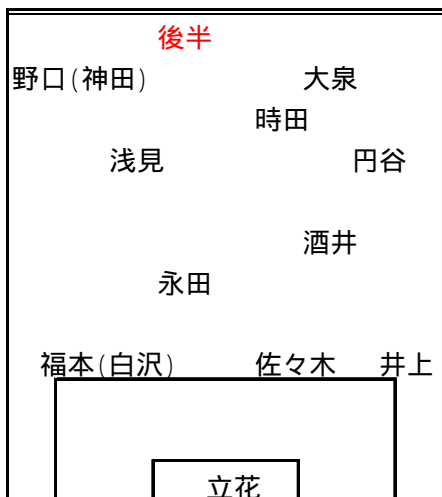 後半
野口(神田) 大泉
時田
浅見 円谷
酒井
永田
福本(白沢) 佐々木 井上
立花